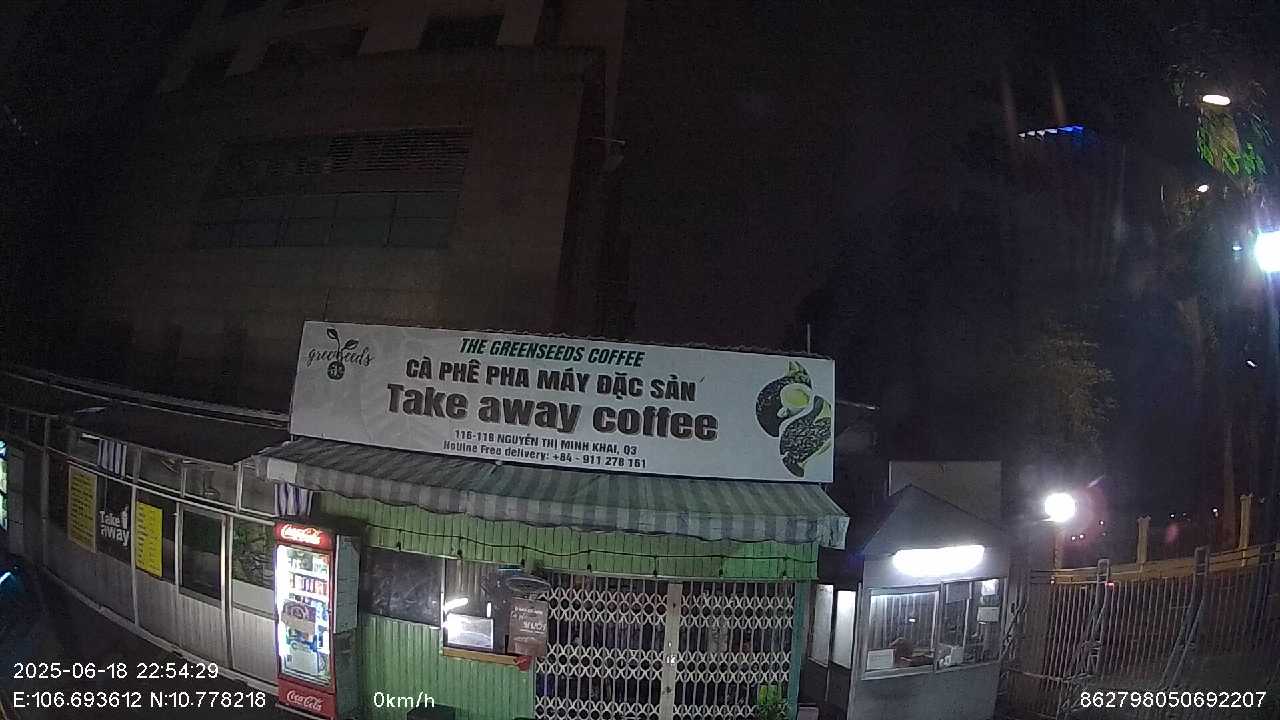 greenseeds
THE GREENSEEDS COFFEE
CÀ PHÊ PHA MÁY ĐẶC SẢN
Take away coffee
116-118 NGUYỄN THỊ MINH KHAI, Q3
Hotline Free delivery: +84 - 911 278 161
Take
away
Coca-Cola
Coca-Cola
2025-06-18 22:54:29
E:106.693612 N:10.778218
0km/h
862798050692207